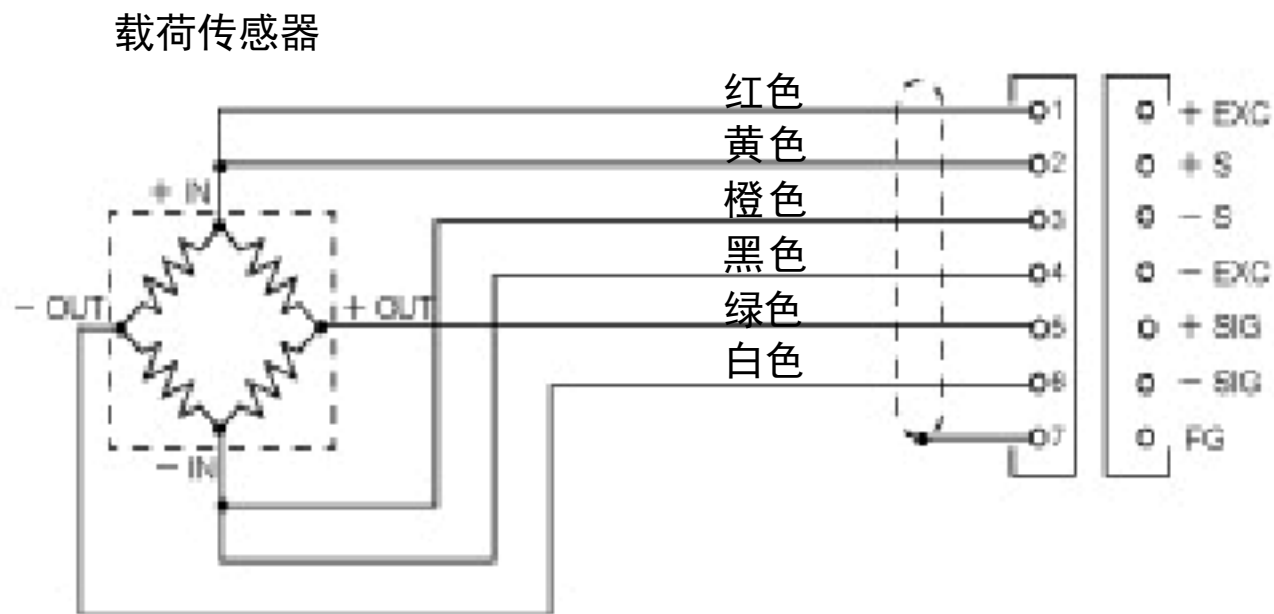 载荷传感器
红色
黄色
橙色
黑色
绿色
白色
+ IN
- OUT
+ OUT
- IN
1
2
3
4
5
6
7
+ EXC
+ S
- S
- EXC
+ SIG
- SIG
FG